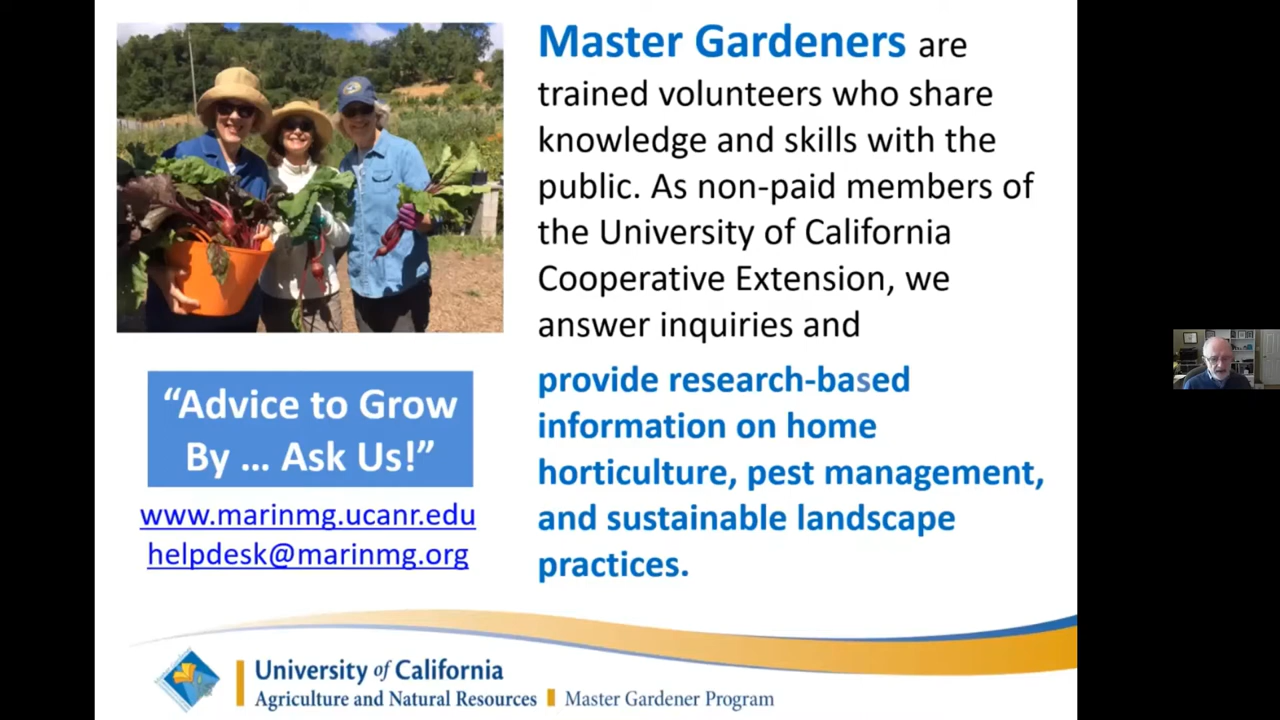 Master Gardeners are
trained volunteers who share
knowledge and skills with the
public. As non-paid members of
the University of California
Cooperative Extension, we
answer inquiries and
provide research-based
information on home
horticulture, pest management,
and sustainable landscape
practices.
“Advice to Grow
By … Ask Us!”
www.marinmg.ucanr.edu
helpdesk@marinmg.org
University of California
Agriculture and Natural Resources | Master Gardener Program